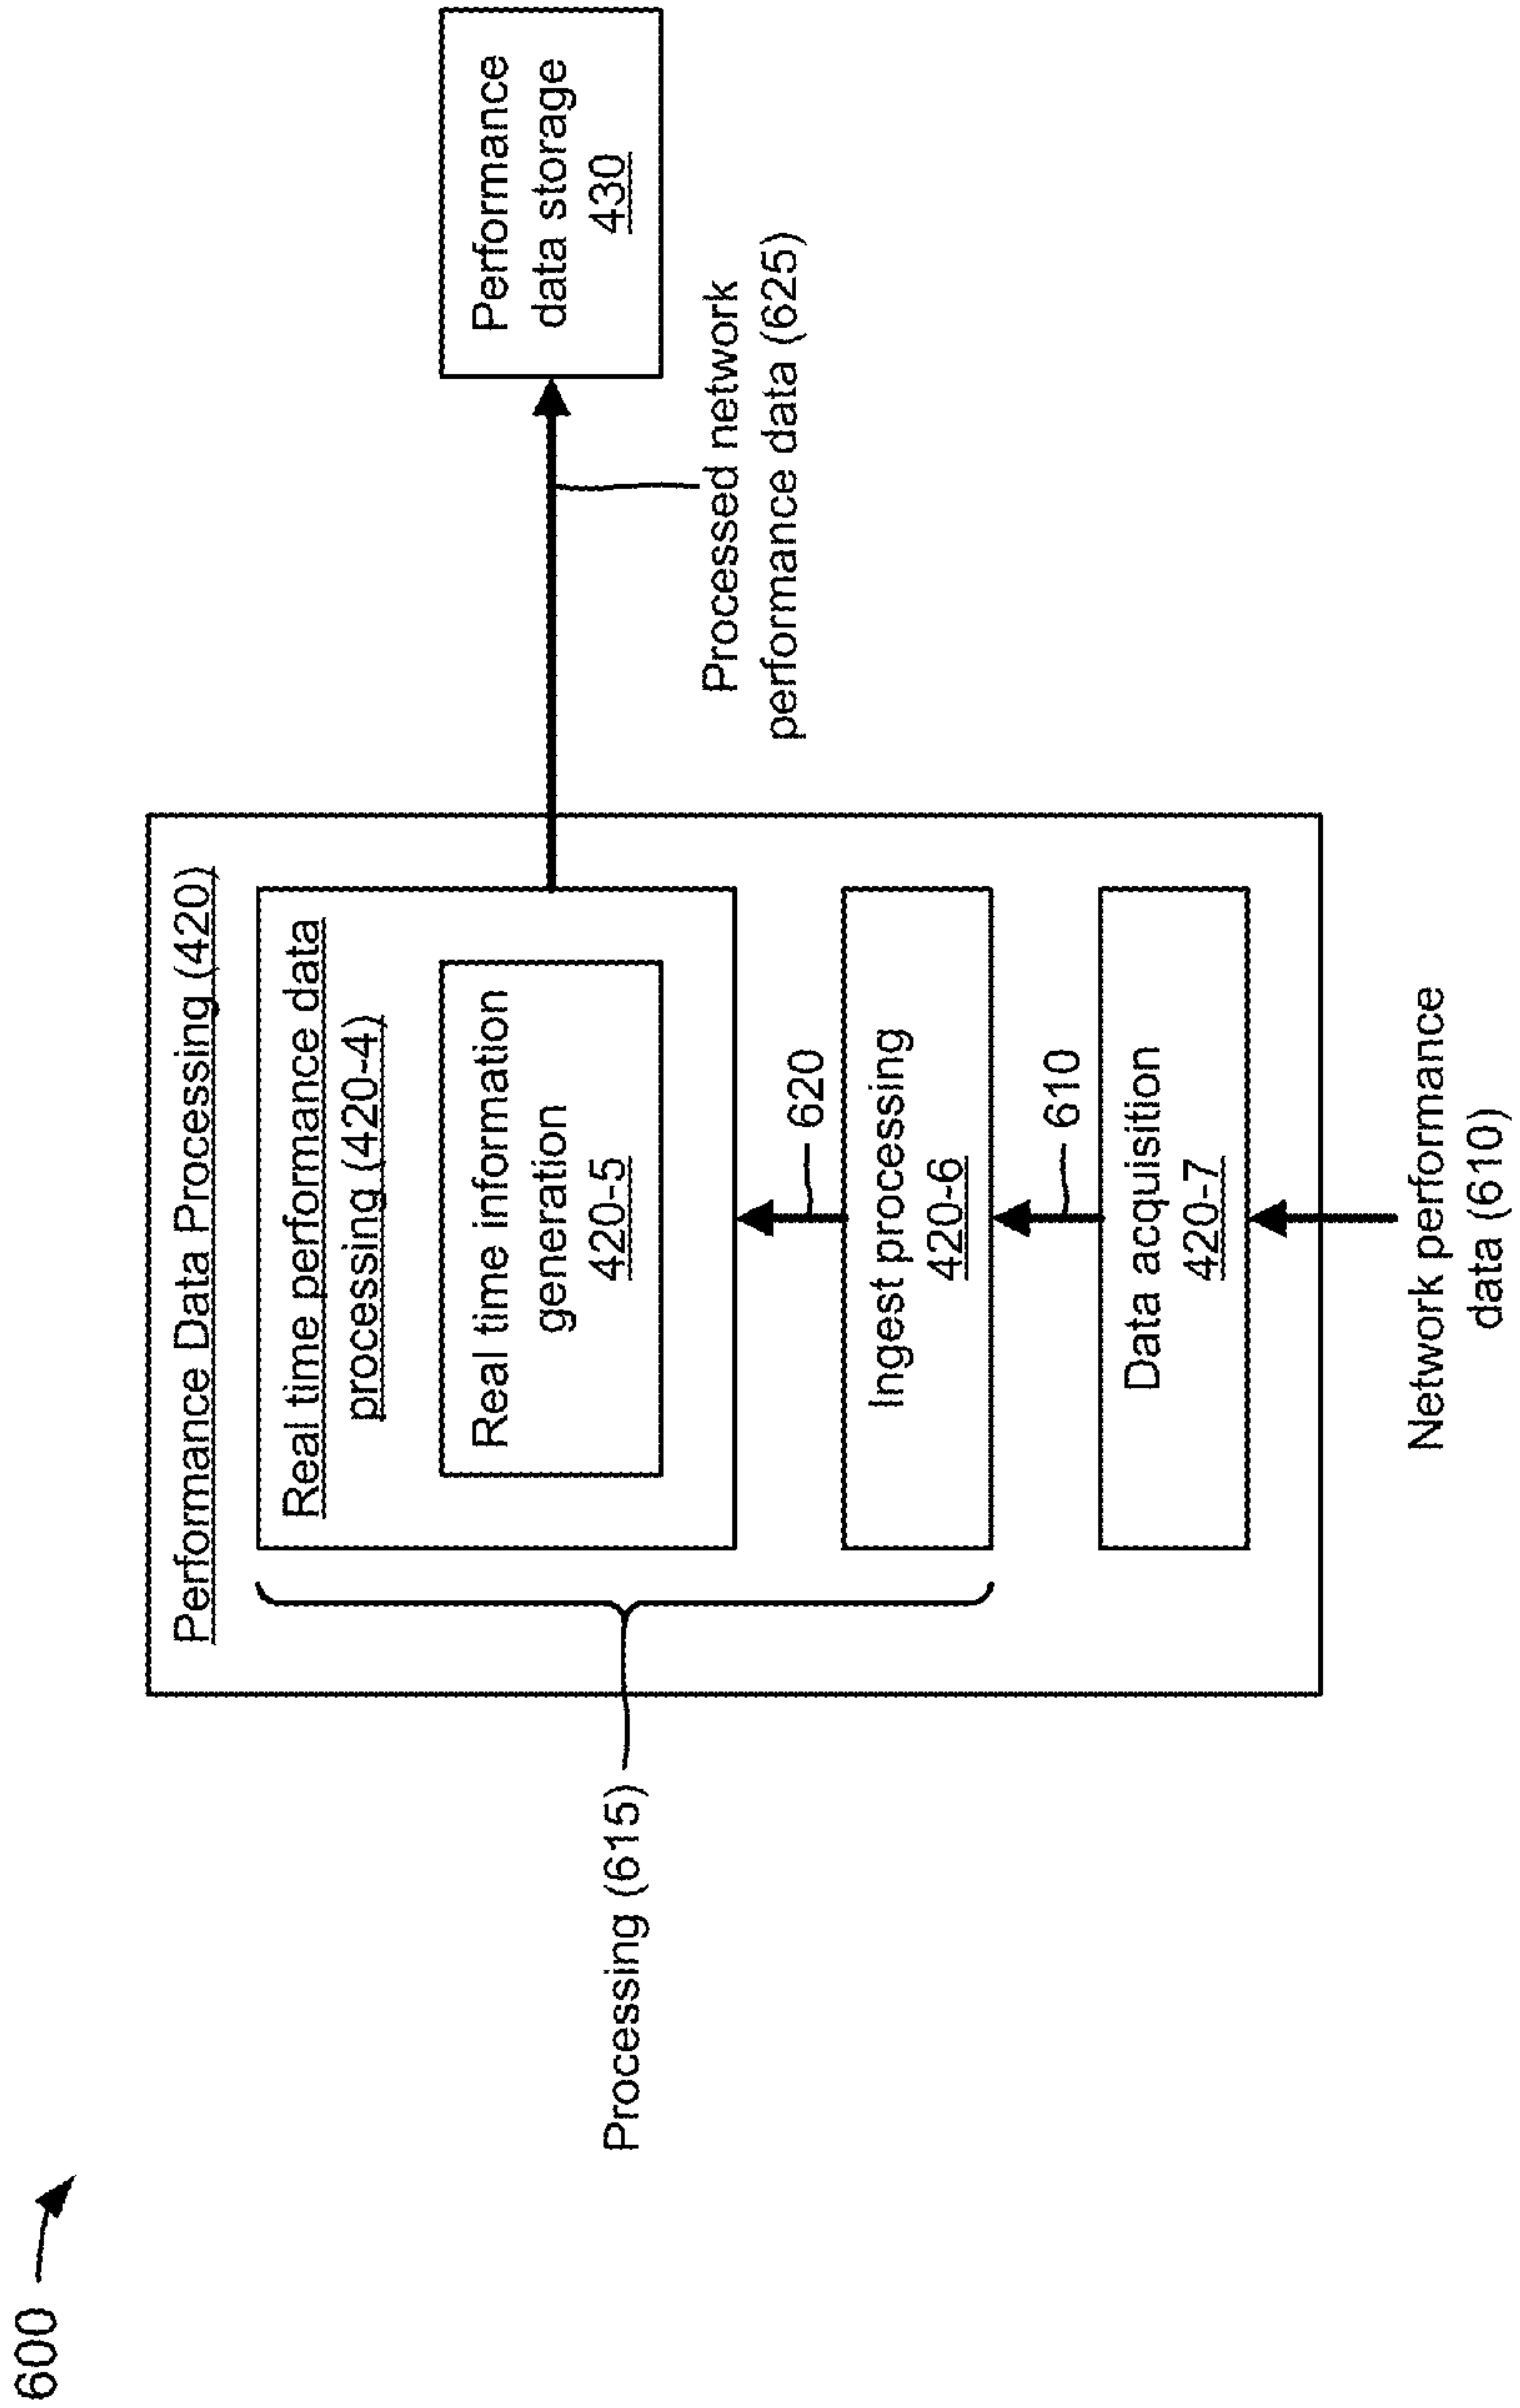 600
Performance Data Processing (420)
Real time performance data
processing (420-4)
Real time information
generation
420-5
620
Ingest processing
420-6
610
Data acquisition
420-7
Network performance
data (610)
Processing (615)
Performance
data storage
430
Processed network
performance data (625)